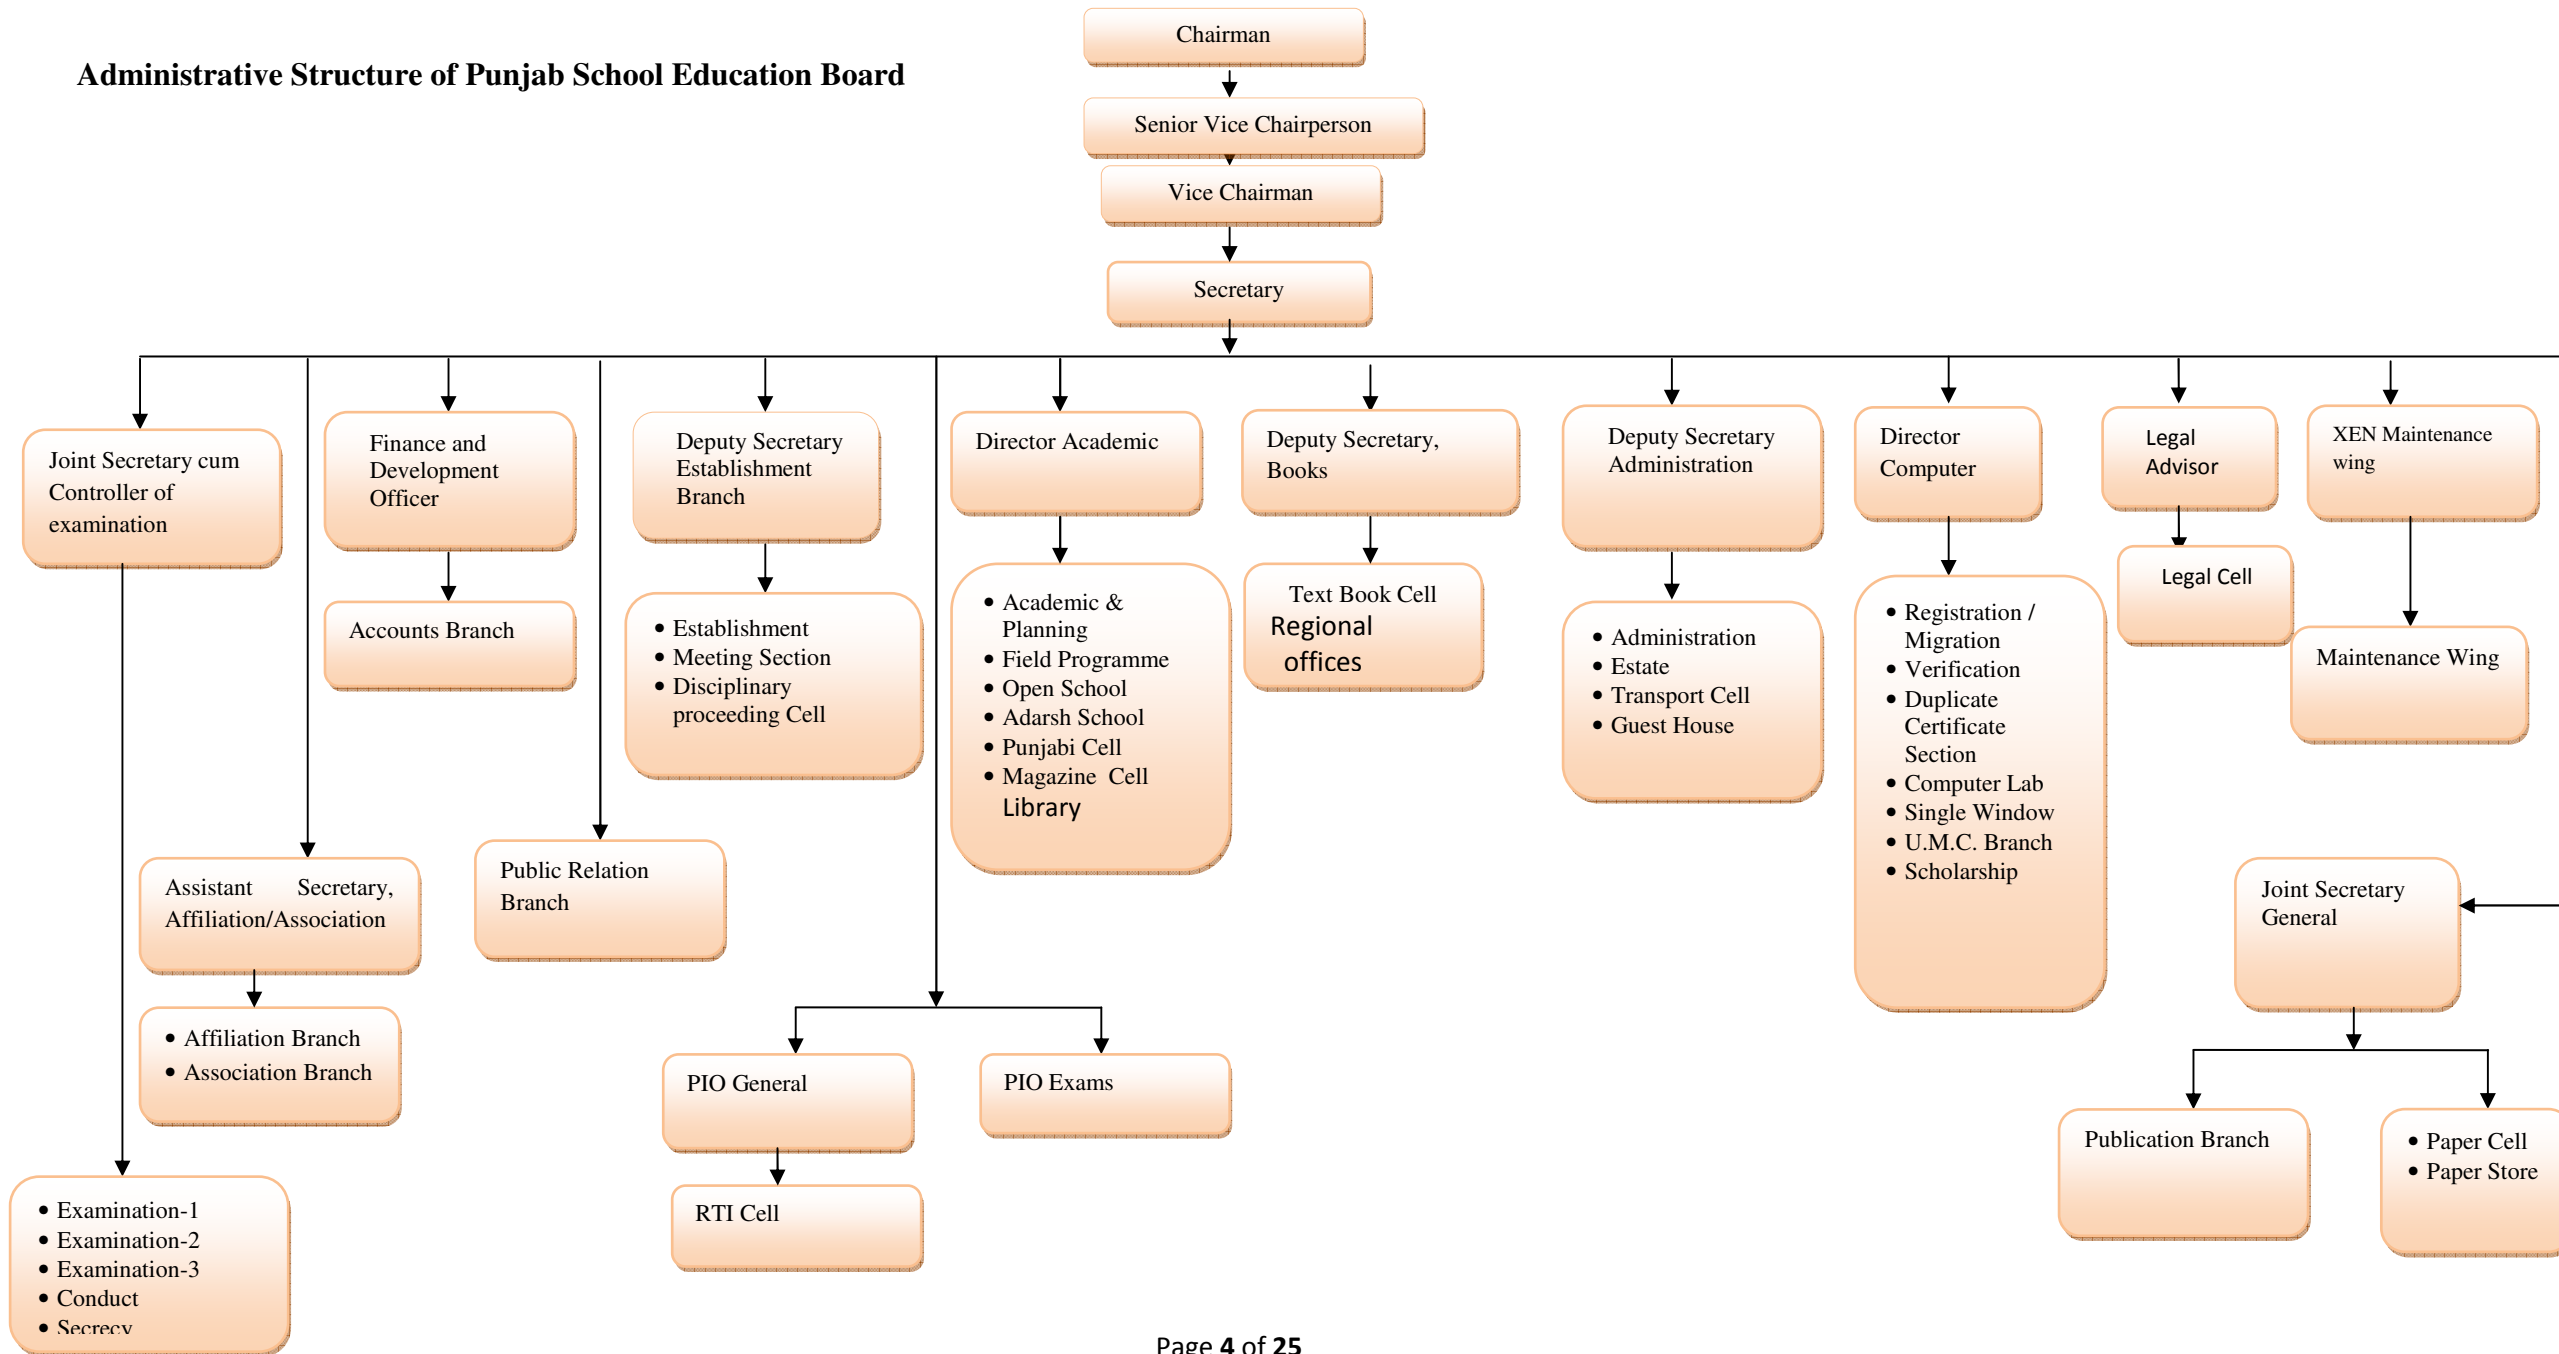 Administrative Structure of Punjab School Education Board
Chairman
Senior Vice Chairperson
Vice Chairman
Secretary
Joint Secretary cum
Controller of
examination
Finance and
Development
Officer
Deputy Secretary
Establishment
Branch
Director Academic
Deputy Secretary,
Books
Deputy Secretary
Administration
Director
Computer
Legal
Advisor
XEN Maintenance
wing
Accounts Branch
• Establishment
• Meeting Section
• Disciplinary
proceeding Cell
• Academic &
Planning
• Field Programme
• Open School
• Adarsh School
• Punjabi Cell
• Magazine Cell
Library
Text Book Cell
Regional
offices
• Administration
• Estate
• Transport Cell
• Guest House
• Registration /
Migration
• Verification
• Duplicate
Certificate
Section
• Computer Lab
• Single Window
• U.M.C. Branch
• Scholarship
Legal Cell
Maintenance Wing
Assistant Secretary,
Affiliation/Association
Public Relation
Branch
Joint Secretary
General
• Affiliation Branch
• Association Branch
PIO General
PIO Exams
Publication Branch
• Paper Cell
• Paper Store
RTI Cell
• Examination-1
• Examination-2
• Examination-3
• Conduct
• Secrecy
Page 4 of 25